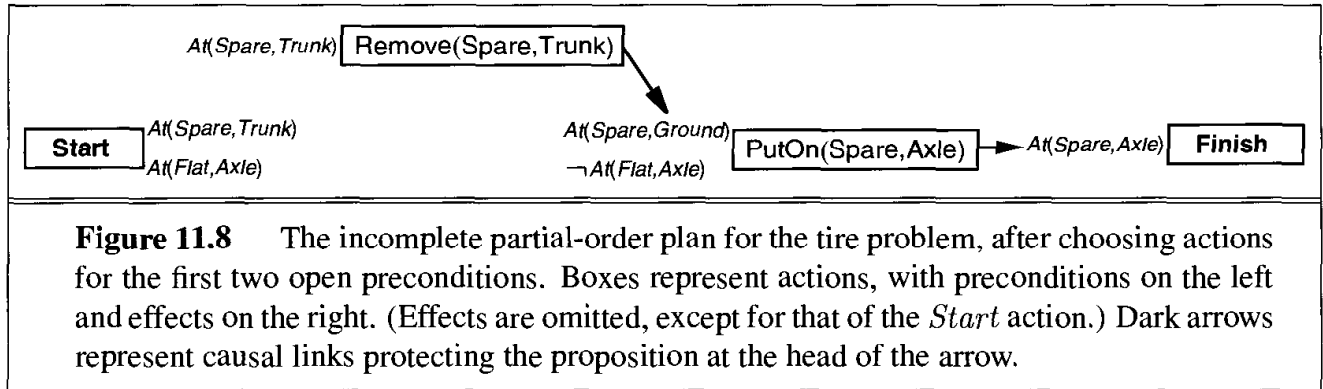 At(Spare,Trunk) Remove(Spare,Trunk)
Start
At(Spare,Trunk)
At(Flat,Axle)
At(Spare,Ground)
¬At(Flat,Axle)
PutOn(Spare,Axle)
At(Spare,Axle)
Finish
Figure 11.8 The incomplete partial-order plan for the tire problem, after choosing actions
for the first two open preconditions. Boxes represent actions, with preconditions on the left
and effects on the right. (Effects are omitted, except for that of the Start action.) Dark arrows
represent causal links protecting the proposition at the head of the arrow.